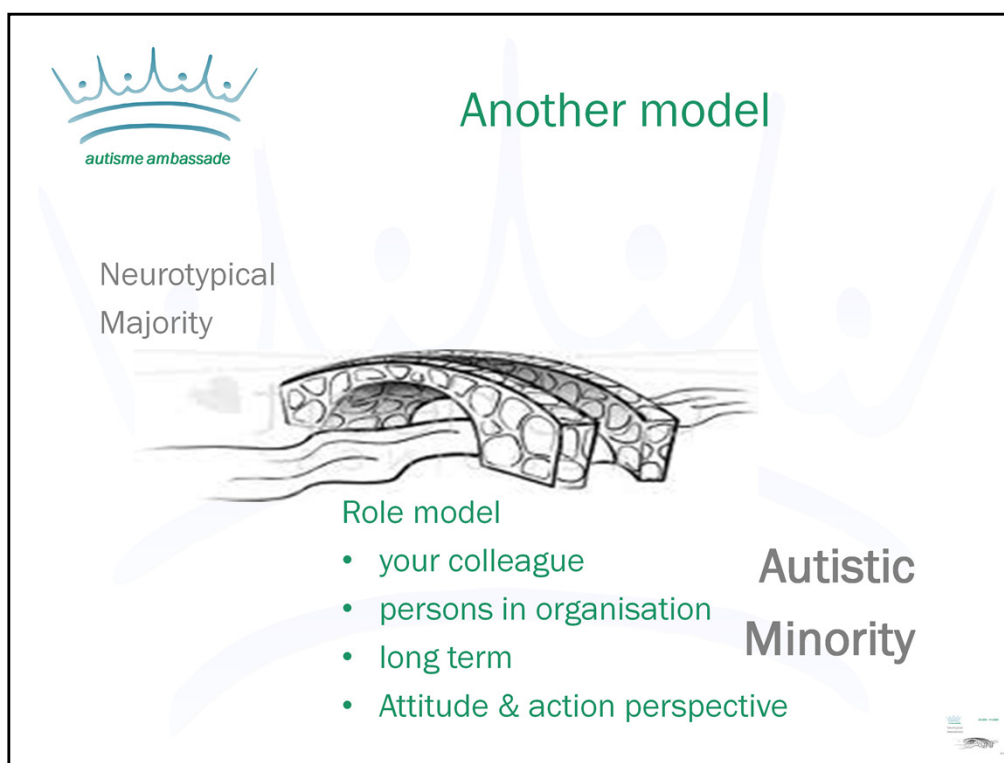 autisme ambassade
Another model
Neurotypical
Majority
Role model
• your colleague
• persons in organisation
• long term
• Attitude & action perspective
Autistic
Minority